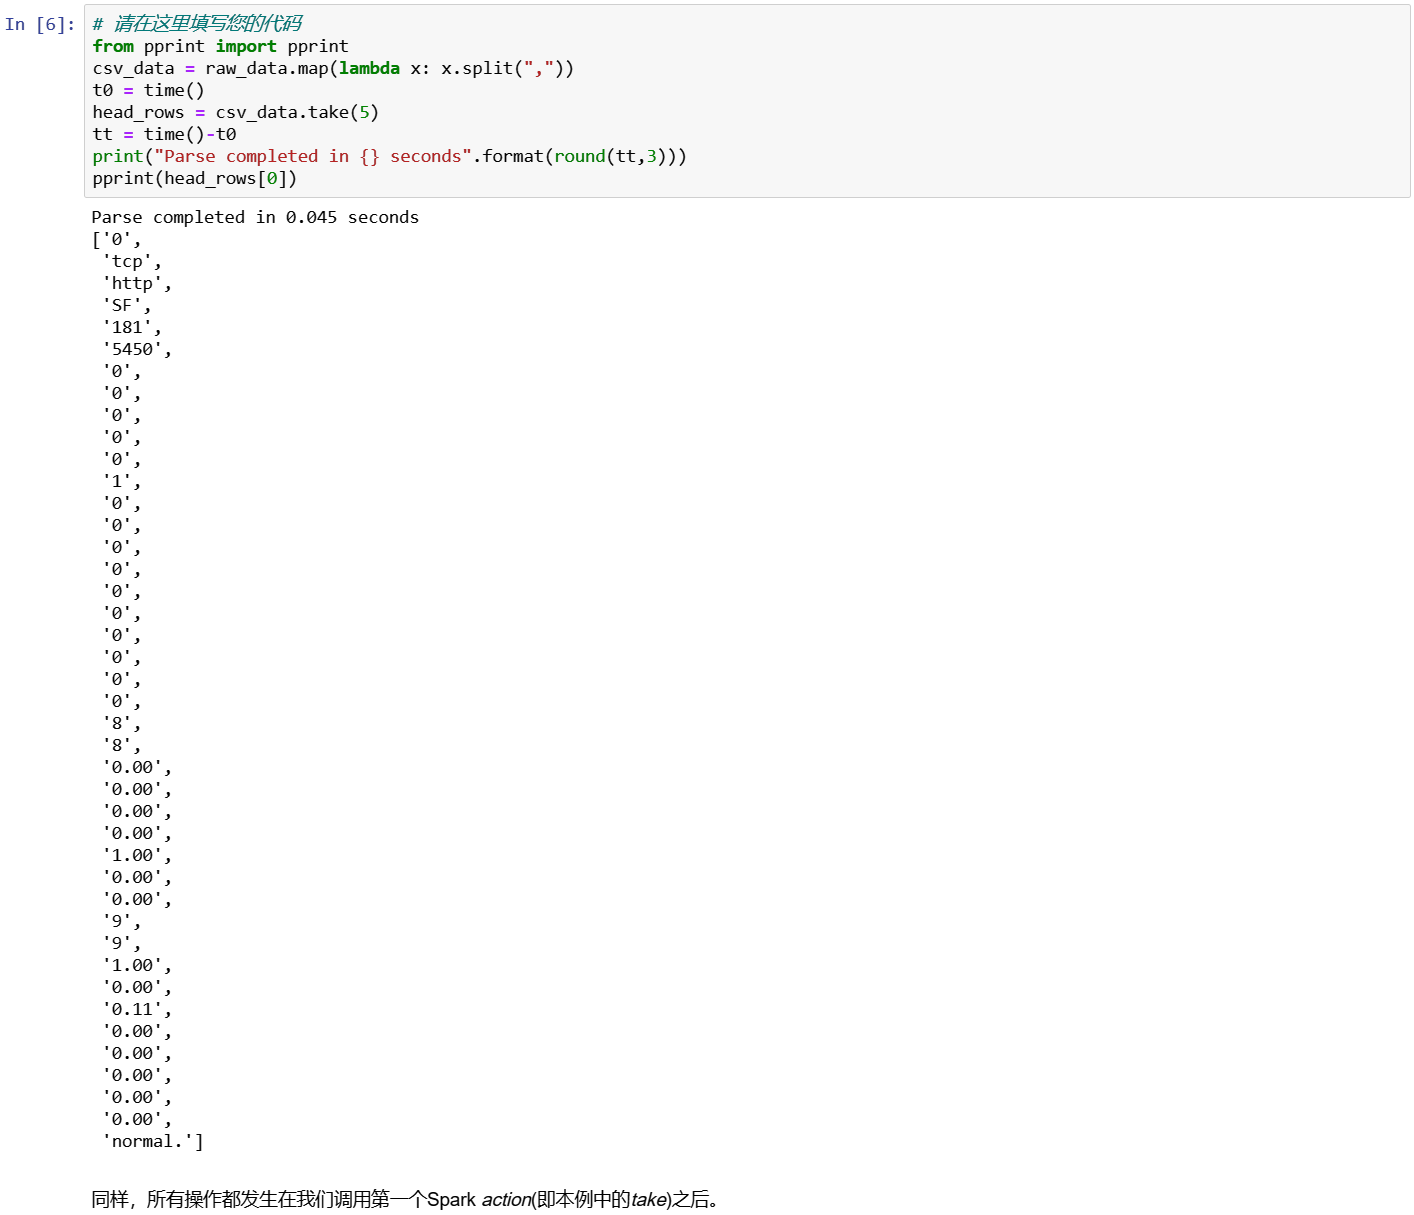 In [6]: # 请在这里填写您的代码
from pprint import pprint
csv_data = raw_data.map(lambda x: x.split(","))
t0 = time()
head_rows = csv_data.take(5)
tt = time()-t0
print("Parse completed in {} seconds".format(round(tt,3)))
pprint(head_rows[0])
Parse completed in 0.045 seconds
['0',
 'tcp',
 'http',
 'SF',
 '181',
 '5450',
 '0',
 '0',
 '0',
 '0',
 '0',
 '1',
 '0',
 '0',
 '0',
 '0',
 '0',
 '0',
 '0',
 '0',
 '0',
 '0',
 '8',
 '8',
 '0.00',
 '0.00',
 '0.00',
 '0.00',
 '1.00',
 '0.00',
 '0.00',
 '9',
 '9',
 '1.00',
 '0.00',
 '0.11',
 '0.00',
 '0.00',
 '0.00',
 '0.00',
 '0.00',
 'normal.']
同样，所有操作都发生在我们调用第一个Spark action(即本例中的take)之后。